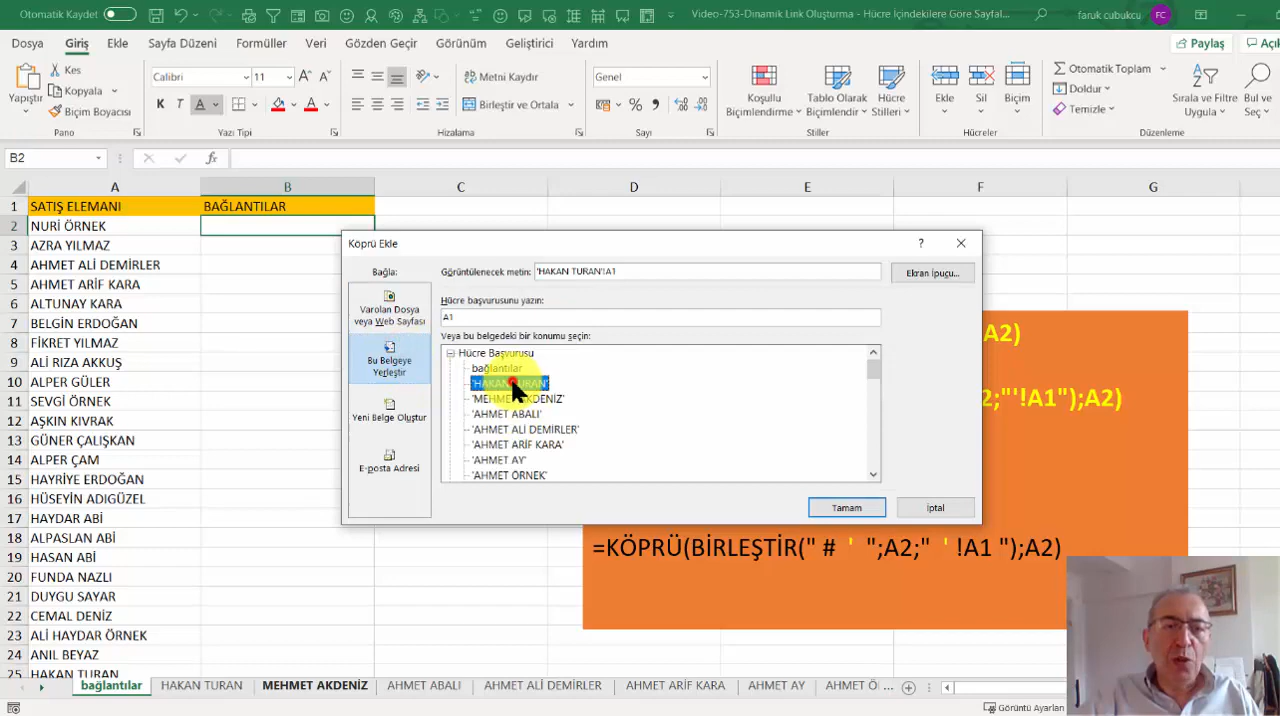 Otomatik Kaydet
Video-753-Dinamik Link Oluşturma - Hücre İçindekilere Göre Sayfal...
faruk cubukcu
FC
Dosya
Giriş
Ekle
Sayfa Düzeni
Formüller
Veri
Gözden Geçir
Görünüm
Geliştirici
Yardım
Paylaş
Açık
Yapıştır
Kes
Kopyala
Biçim Boyacısı
Pano
Calibri
11
K T A
Yazı Tipi
Metni Kaydır
Birleştir ve Ortala
Hizalama
Genel
Sayı
Koşullu Biçimlendirme
Tablo Olarak Biçimlendir
Hücre Stilleri
Stiller
Ekle
Sil
Biçim
Hücreler
Otomatik Toplam
Doldur
Temizle
Sırala ve Filtre Uygula
Bul ve Seç
Düzenleme
B2
fx
A B C D E F G
1 SATIŞ ELEMANI BAĞLANTILAR
2 NURİ ÖRNEK
3 AZRA YILMAZ
4 AHMET ALİ DEMİRLER
5 AHMET ARİF KARA
6 ALTUNAY KARA
7 BELGİN ERDOĞAN
8 FİKRET YILMAZ
9 ALİ RIZA AKKUŞ
10 ALPER GÜLER
11 SEVGİ ÖRNEK
12 AŞKIN KIVRAK
13 GÜNER ÇALIŞKAN
14 ALPER ÇAM
15 HAYRİYE ERDOĞAN
16 HÜSEYİN ADIGÜZEL
17 HAYDAR ABİ
18 ALPASLAN ABİ
19 HASAN ABİ
20 FUNDA NAZLI
21 DUYGU SAYAR
22 CEMAL DENİZ
23 ALİ HAYDAR ÖRNEK
24 ANIL BEYAZ
25 HAKAN TURAN
Köprü Ekle
?
Bağla:
Görüntülenecek metin: 'HAKAN TURAN'!A1
Ekran İpucu...
Varolan Dosya veya Web Sayfası
Bu Belgeye Yerleştir
Yeni Belge Oluştur
E-posta Adresi
Hücre başvurusunu yazın:
A1
Veya bu belgedeki bir konumu seçin:
Hücre Başvurusu
bağlantılar
'HAKAN TURAN'
'MEHMET AKDENİZ'
'AHMET ABALI'
'AHMET ALİ DEMİRLER'
'AHMET ARİF KARA'
'AHMET AY'
'AHMET ÖRNEK'
Tamam
İptal
A2)
2;"'!A1");A2)
=KÖPRÜ(BİRLEŞTİR(" # ' ";A2;" ' !A1 ");A2)
bağlantılar
HAKAN TURAN
MEHMET AKDENİZ
AHMET ABALI
AHMET ALİ DEMİRLER
AHMET ARİF KARA
AHMET AY
AHMET Ö
...
Görüntü Ayarları